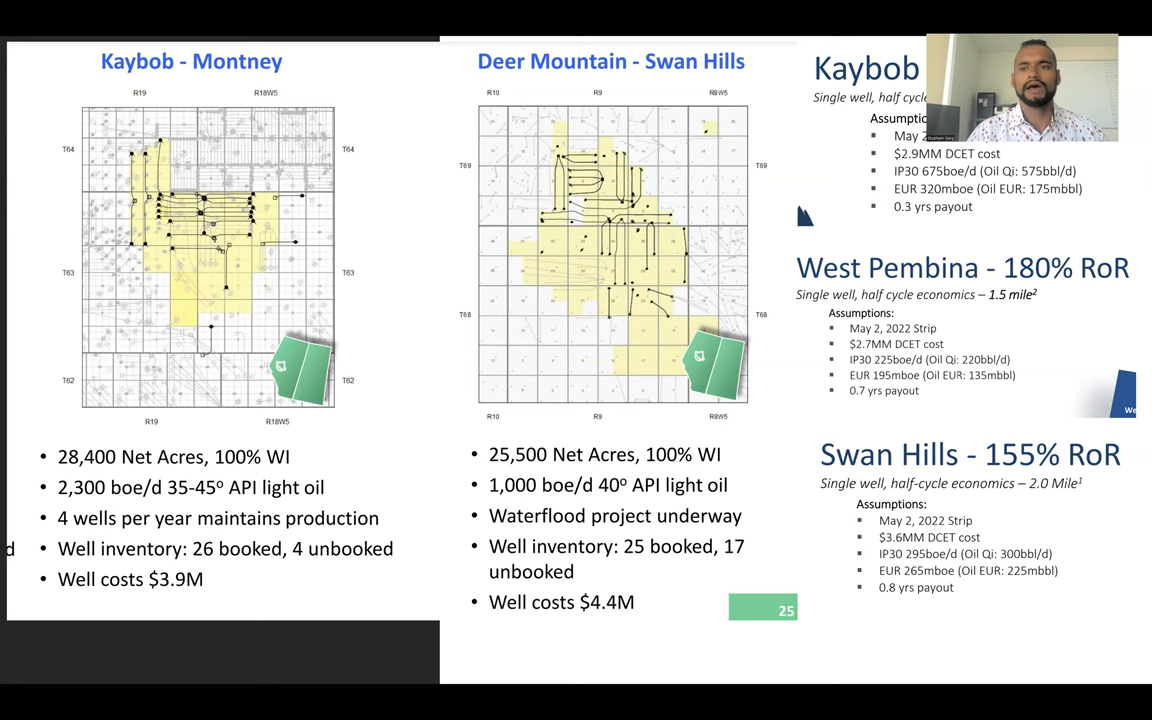 Kaybob - Montney
R19
R18W5
T64
T64
T63
T63
T62
T62
R19
R18W5
• 28,400 Net Acres, 100% WI
• 2,300 boe/d 35-45° API light oil
• 4 wells per year maintains production
d
• Well inventory: 26 booked, 4 unbooked
• Well costs $3.9M
Deer Mountain - Swan Hills
R10
R9
R8W5
T69
T69
T68
T68
R10
R9
R8W5
• 25,500 Net Acres, 100% WI
• 1,000 boe/d 40° API light oil
• Waterflood project underway
• Well inventory: 25 booked, 17
unbooked
• Well costs $4.4M
25
Kaybob
Single well, half cycle
Assumptio
May 2
$2.9MM DCET cost
IP30 675boe/d (Oil Qi: 575bbl/d)
EUR 320mboe (Oil EUR: 175mbbl)
0.3 yrs payout
West Pembina - 180% RoR
Single well, half cycle economics – 1.5 mile²
Assumptions:
May 2, 2022 Strip
$2.7MM DCET cost
IP30 225boe/d (Oil Qi: 220bbl/d)
EUR 195mboe (Oil EUR: 135mbbl)
0.7 yrs payout
We
Swan Hills - 155% RoR
Single well, half-cycle economics – 2.0 Mile¹
Assumptions:
May 2, 2022 Strip
$3.6MM DCET cost
IP30 295boe/d (Oil Qi: 300bbl/d)
EUR 265mboe (Oil EUR: 225mbbl)
0.8 yrs payout